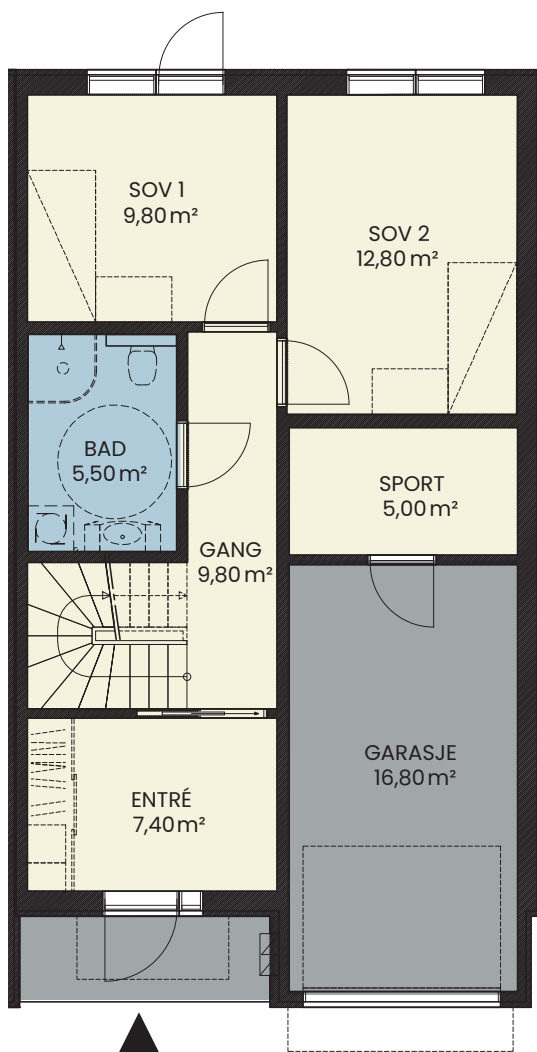 SOV 1
9,80 m²
SOV 2
12,80 m²
BAD
5,50 m²
SPORT
5,00 m²
GANG
9,80 m²
GARASJE
16,80 m²
ENTRÉ
7,40 m²